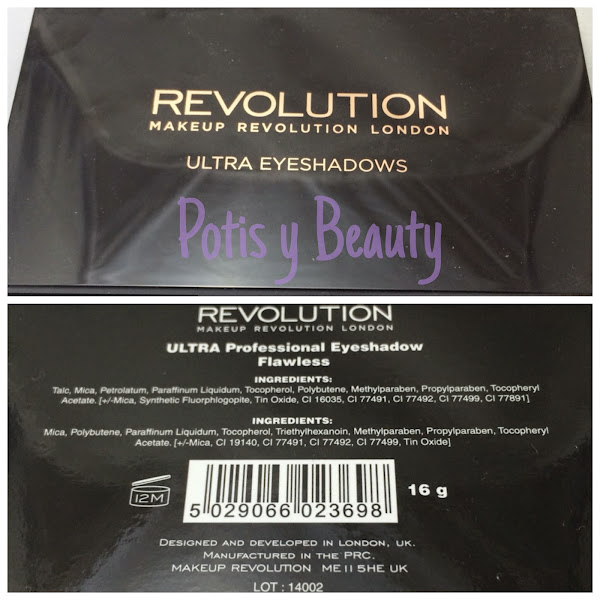 REVOLUTION
MAKEUP REVOLUTION LONDON
ULTRA EYESHADOWS
Potis y Beauty
REVOLUTION
MAKEUP REVOLUTION LONDON
ULTRA Professional Eyeshadow
Flawless
INGREDIENTS:
Talc, Mica, Petrolatum, Paraffinum Liquidum, Tocopherol, Polybutene, Methylparaben, Propylparaben, Tocopheryl
Acetate. [+/-Mica, Synthetic Fluorphlogopite, Tin Oxide, CI 16035, CI 77491, CI 77492, CI 77499, CI 77891]
INGREDIENTS:
Mica, Polybutene, Paraffinum Liquidum, Tocopherol, Triethylhexanoin, Methylparaben, Propylparaben, Tocopheryl
Acetate. [+/-Mica, CI 19140, CI 77491, CI 77492, CI 77499, Tin Oxide]
12M
5 029066 023698
16 g
DESIGNED AND DEVELOPED IN LONDON, UK.
MANUFACTURED IN THE PRC.
MAKEUP REVOLUTION ME11 5HE UK
LOT : 14002